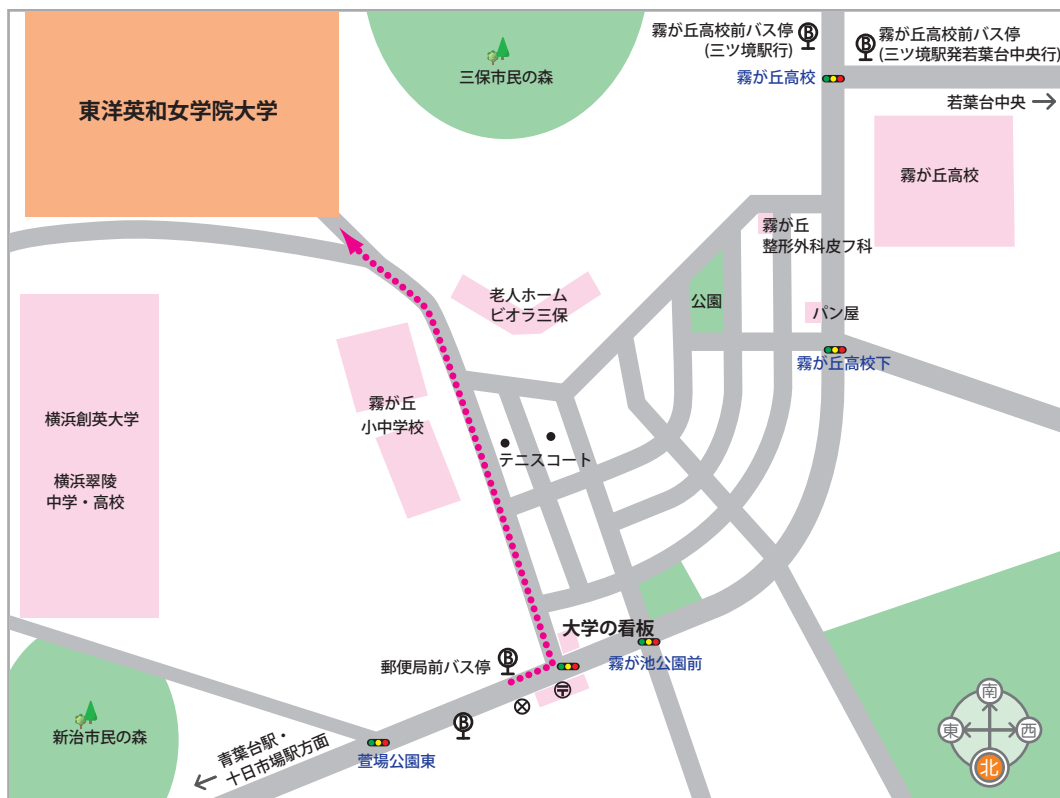 霧が丘高校前バス停
(三ツ境駅行)
B
B
霧が丘高校前バス停
(三ツ境駅発若葉台中央行)
霧が丘高校
若葉台中央
三保市民の森
東洋英和女学院大学
霧が丘高校
霧が丘
整形外科皮フ科
老人ホーム
ビオラ三保
公園
パン屋
霧が丘高校下
霧が丘
小中学校
横浜創英大学
横浜翠陵
中学・高校
テニスコート
大学の看板
霧が池公園前
郵便局前バス停
B
〒
B
新治市民の森
青葉台駅・
十日市場駅方面
萱場公園東
南
東
西
北